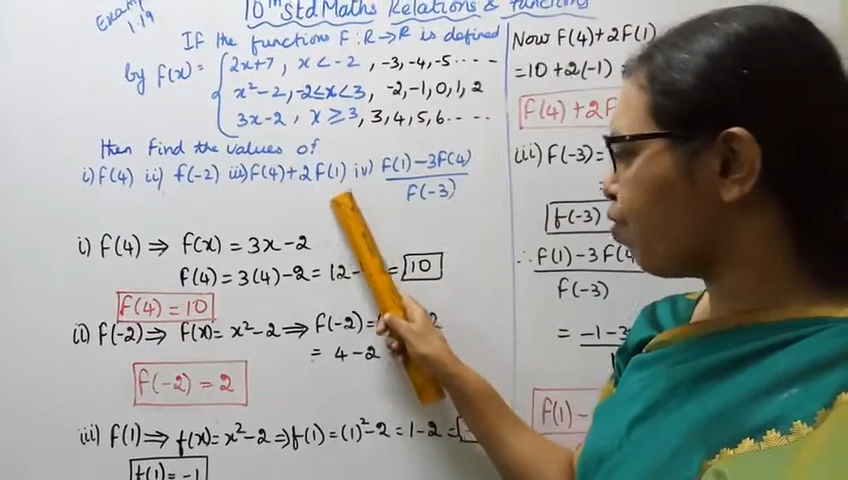 Example 1.19
10th Std Maths Relations & Functions
If the functions F : R→R is defined
by f(x) = { 2x+7 , x < -2 , -3, -4, -5 - - - -
x² - 2 , -2 ≤ x < 3 , -2, -1, 0, 1, 2
3x - 2 , x ≥ 3 , 3, 4, 5, 6 - - - -
then find the values of
i) F(4) ii) f(-2) iii) F(4) + 2F(1) iv) F(1) - 3F(4) / F(-3)
i) F(4) ⇒ F(x) = 3x - 2
F(4) = 3(4) - 2 = 12 - = 10
F(4) = 10
ii) F(-2) ⇒ F(x) = x² - 2 ⇒ F(-2) =
= 4 - 2
f(-2) = 2
iii) F(1) ⇒ f(x) = x² - 2 ⇒ f(1) = (1)² - 2 = 1 - 2 =
f(1) = -1
Now F(4) + 2F(1)
= 10 + 2(-1)
F(4) + 2F
iii) F(-3) =
f(-3)
∴ F(1) - 3F(4) / F(-3)
= -1 - 3
f(1) -